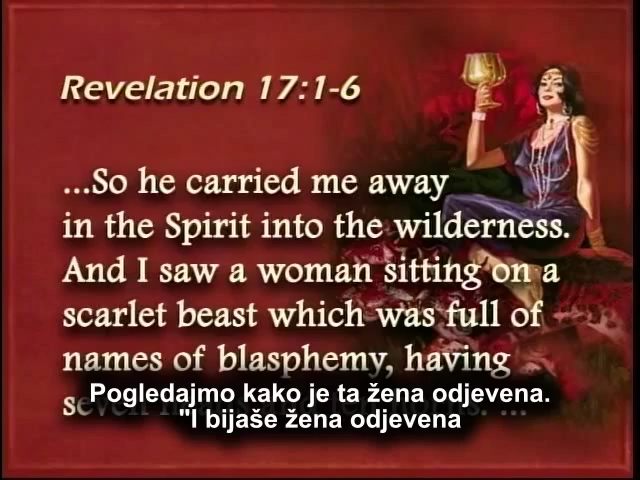 Revelation 17:1-6
...So he carried me away
in the Spirit into the wilderness.
And I saw a woman sitting on a
scarlet beast which was full of
names of blasphemy, having
Pogledajmo kako je ta žena odjevena.
"I bijaše žena odjevena